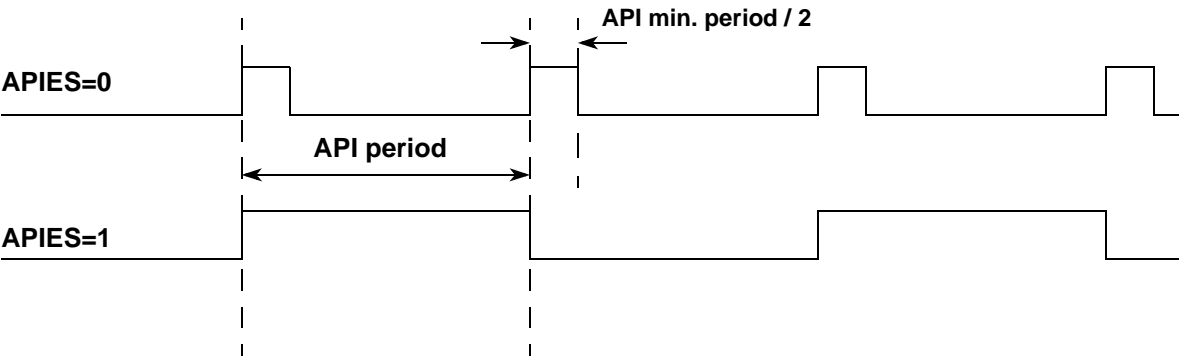 API min. period / 2
APIES=0
API period
APIES=1